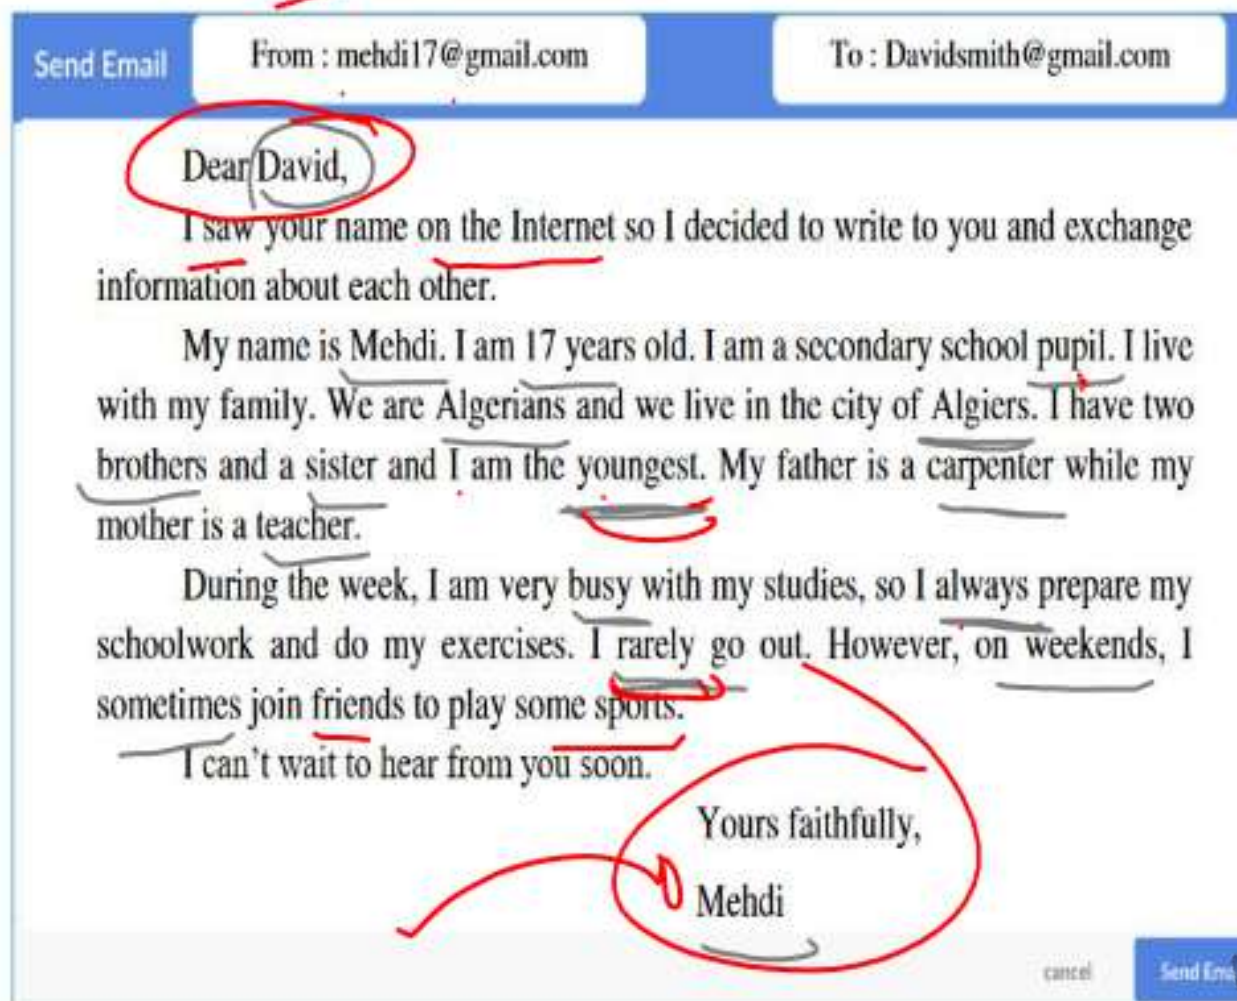 Send Email From : mehdi17@gmail.com To : Davidsmith@gmail.com
Dear David,
I saw your name on the Internet so I decided to write to you and exchange
information about each other.
My name is Mehdi. I am 17 years old. I am a secondary school pupil. I live
with my family. We are Algerians and we live in the city of Algiers. I have two
brothers and a sister and I am the youngest. My father is a carpenter while my
mother is a teacher.
During the week, I am very busy with my studies, so I always prepare my
schoolwork and do my exercises. I rarely go out. However, on weekends, I
sometimes join friends to play some sports.
I can't wait to hear from you soon.
Yours faithfully,
Mehdi
cancel Send